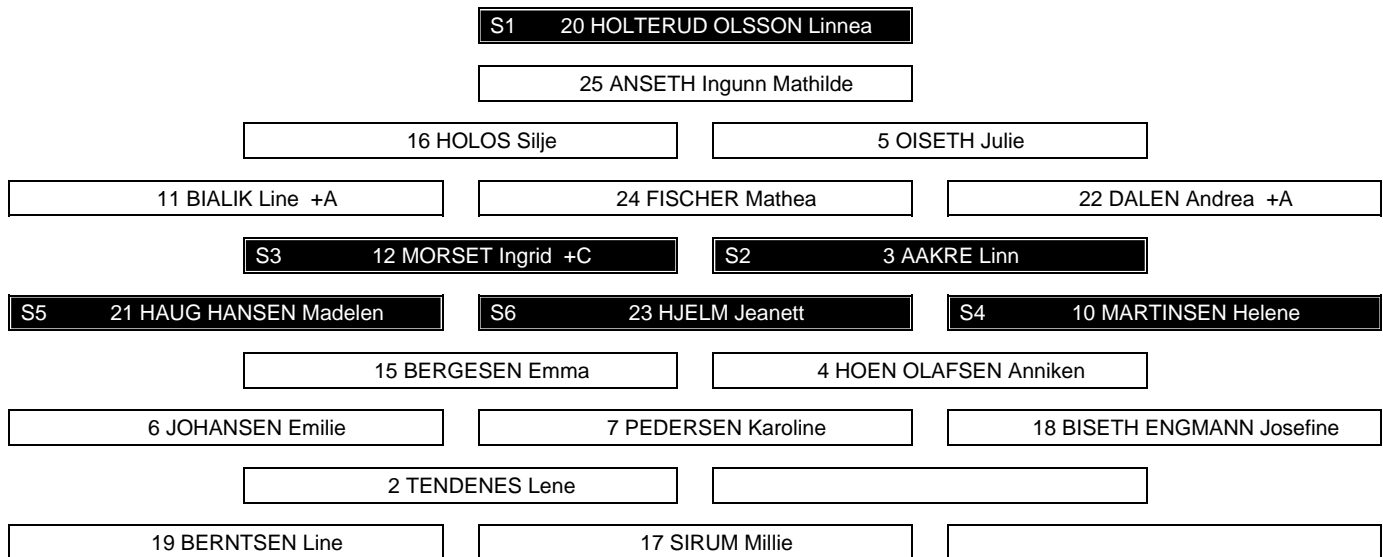 S1 20 HOLTERUD OLSSON Linnea
25 ANSETH Ingunn Mathilde
16 HOLOS Silje 5 OISETH Julie
11 BIALIK Line +A 24 FISCHER Mathea 22 DALEN Andrea +A
S3 12 MORSET Ingrid +C S2 3 AAKRE Linn
S5 21 HAUG HANSEN Madelen S6 23 HJELM Jeanett S4 10 MARTINSEN Helene
15 BERGESEN Emma 4 HOEN OLAFSEN Anniken
6 JOHANSEN Emilie 7 PEDERSEN Karoline 18 BISETH ENGMANN Josefine
2 TENDENES Lene
19 BERNTSEN Line 17 SIRUM Millie